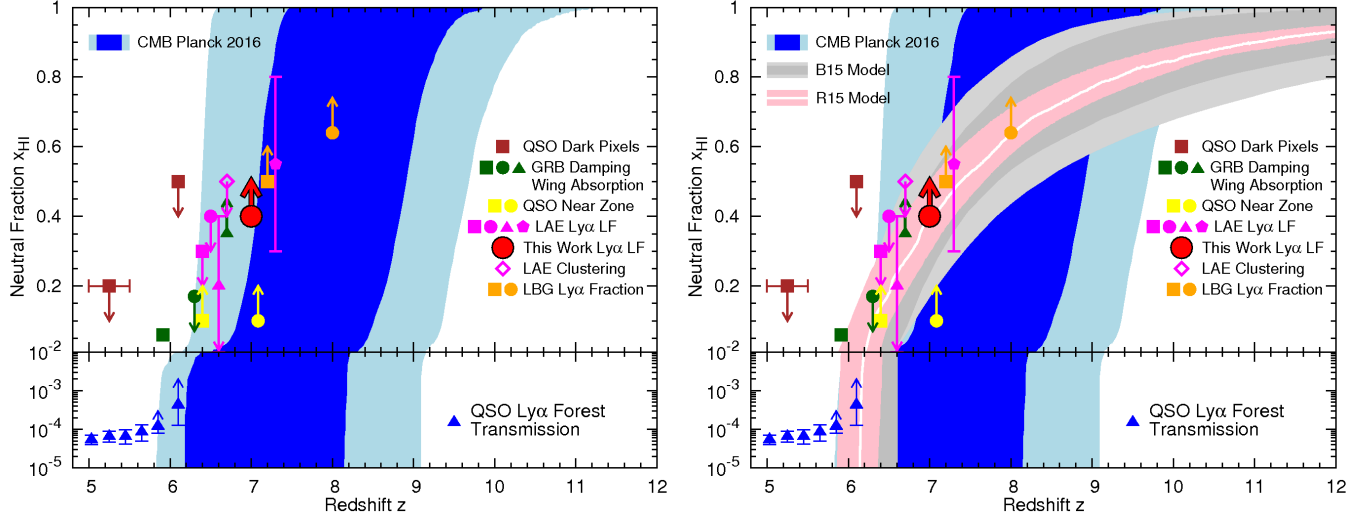 CMB Planck 2016
1
0.8
0.6
0.4
0.2
Neutral Fraction xHI
QSO Dark Pixels
GRB Damping
Wing Absorption
QSO Near Zone
LAE Lyα LF
This Work Lyα LF
LAE Clustering
LBG Lyα Fraction
10-2
10-3
10-4
10-5
QSO Lyα Forest
Transmission
5 6 7 8 9 10 11 12
Redshift z
CMB Planck 2016
B15 Model
R15 Model
1
0.8
0.6
0.4
0.2
Neutral Fraction xHI
QSO Dark Pixels
GRB Damping
Wing Absorption
QSO Near Zone
LAE Lyα LF
This Work Lyα LF
LAE Clustering
LBG Lyα Fraction
10-2
10-3
10-4
10-5
QSO Lyα Forest
Transmission
5 6 7 8 9 10 11 12
Redshift z